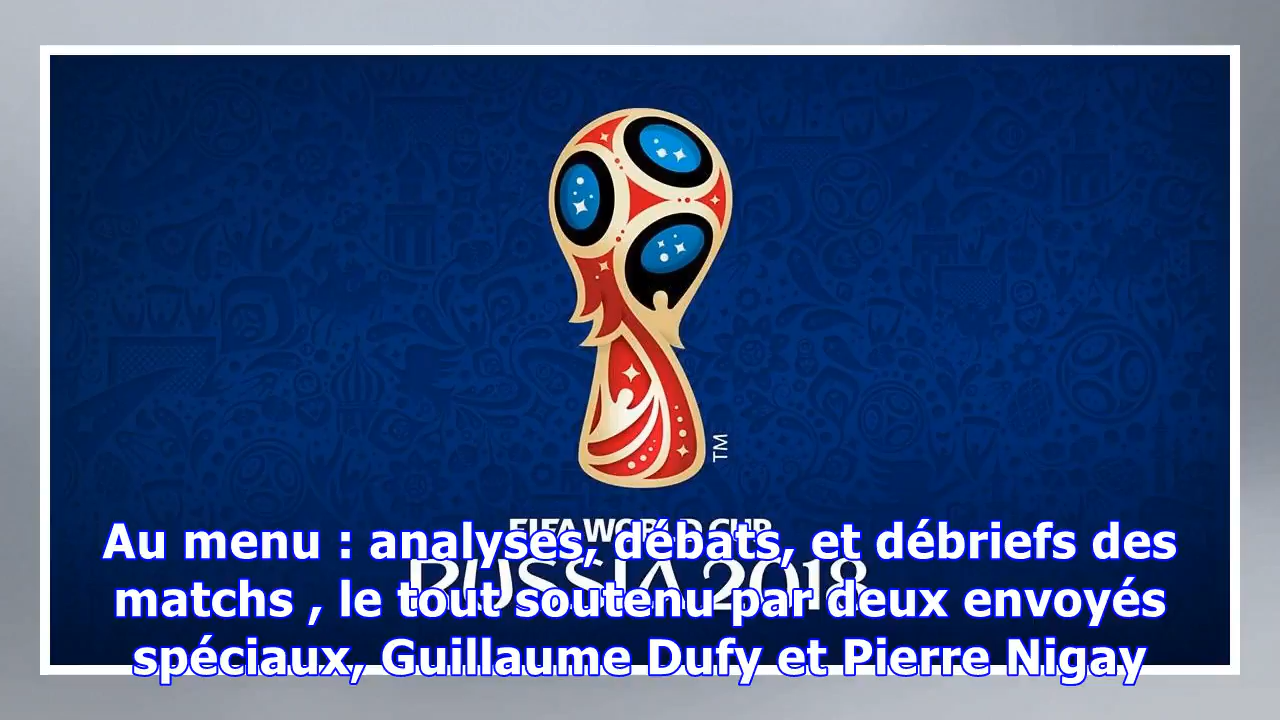 TM
FIFA WORLD CUP
RUSSIA 2018
Au menu : analyses, débats, et débriefs des
matchs , le tout soutenu par deux envoyés
spéciaux, Guillaume Dufy et Pierre Nigay